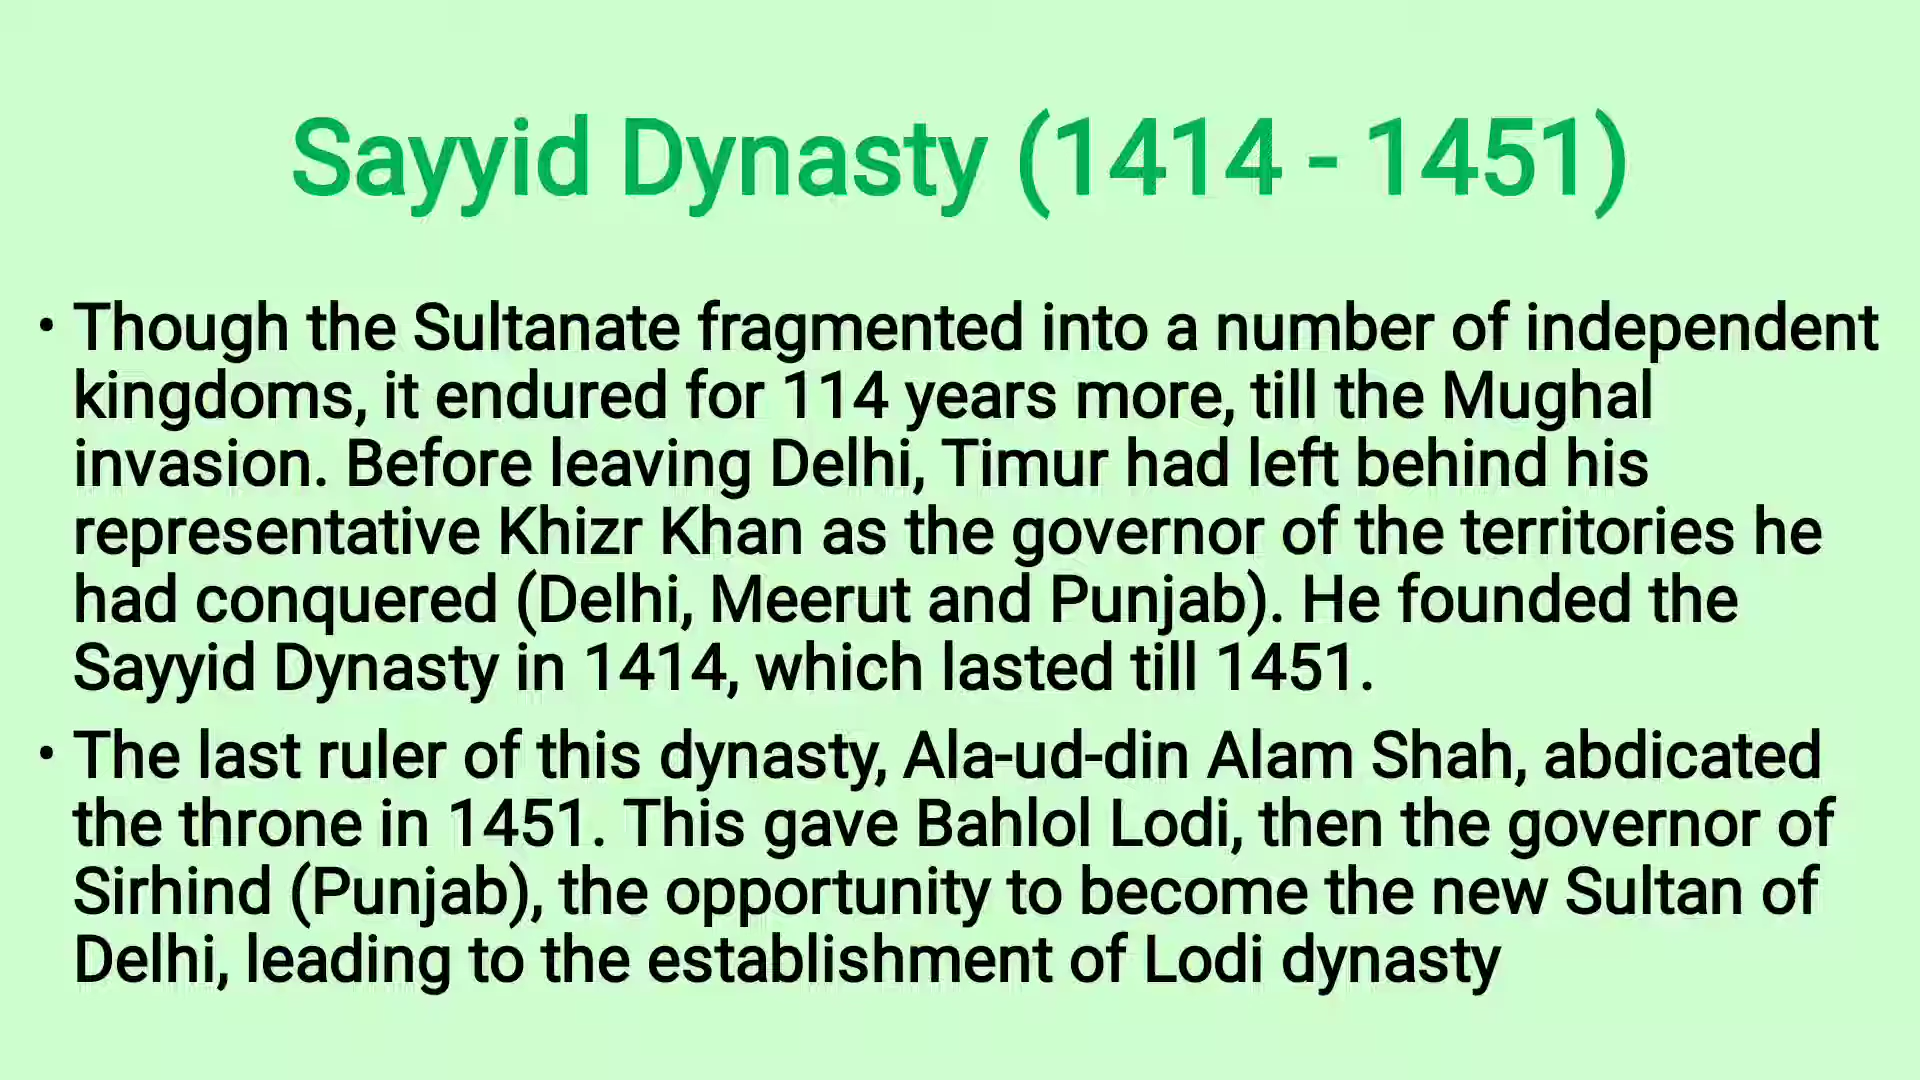 Sayyid Dynasty (1414 - 1451)
• Though the Sultanate fragmented into a number of independent
kingdoms, it endured for 114 years more, till the Mughal
invasion. Before leaving Delhi, Timur had left behind his
representative Khizr Khan as the governor of the territories he
had conquered (Delhi, Meerut and Punjab). He founded the
Sayyid Dynasty in 1414, which lasted till 1451.
• The last ruler of this dynasty, Ala-ud-din Alam Shah, abdicated
the throne in 1451. This gave Bahlol Lodi, then the governor of
Sirhind (Punjab), the opportunity to become the new Sultan of
Delhi, leading to the establishment of Lodi dynasty